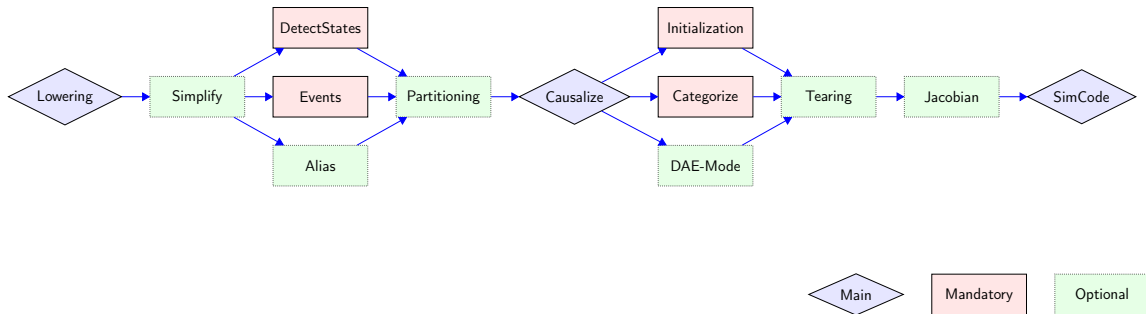 DetectStates
Initialization
Lowering
Simplify
Events
Partitioning
Causalize
Categorize
Tearing
Jacobian
SimCode
Alias
DAE-Mode
Main
Mandatory
Optional